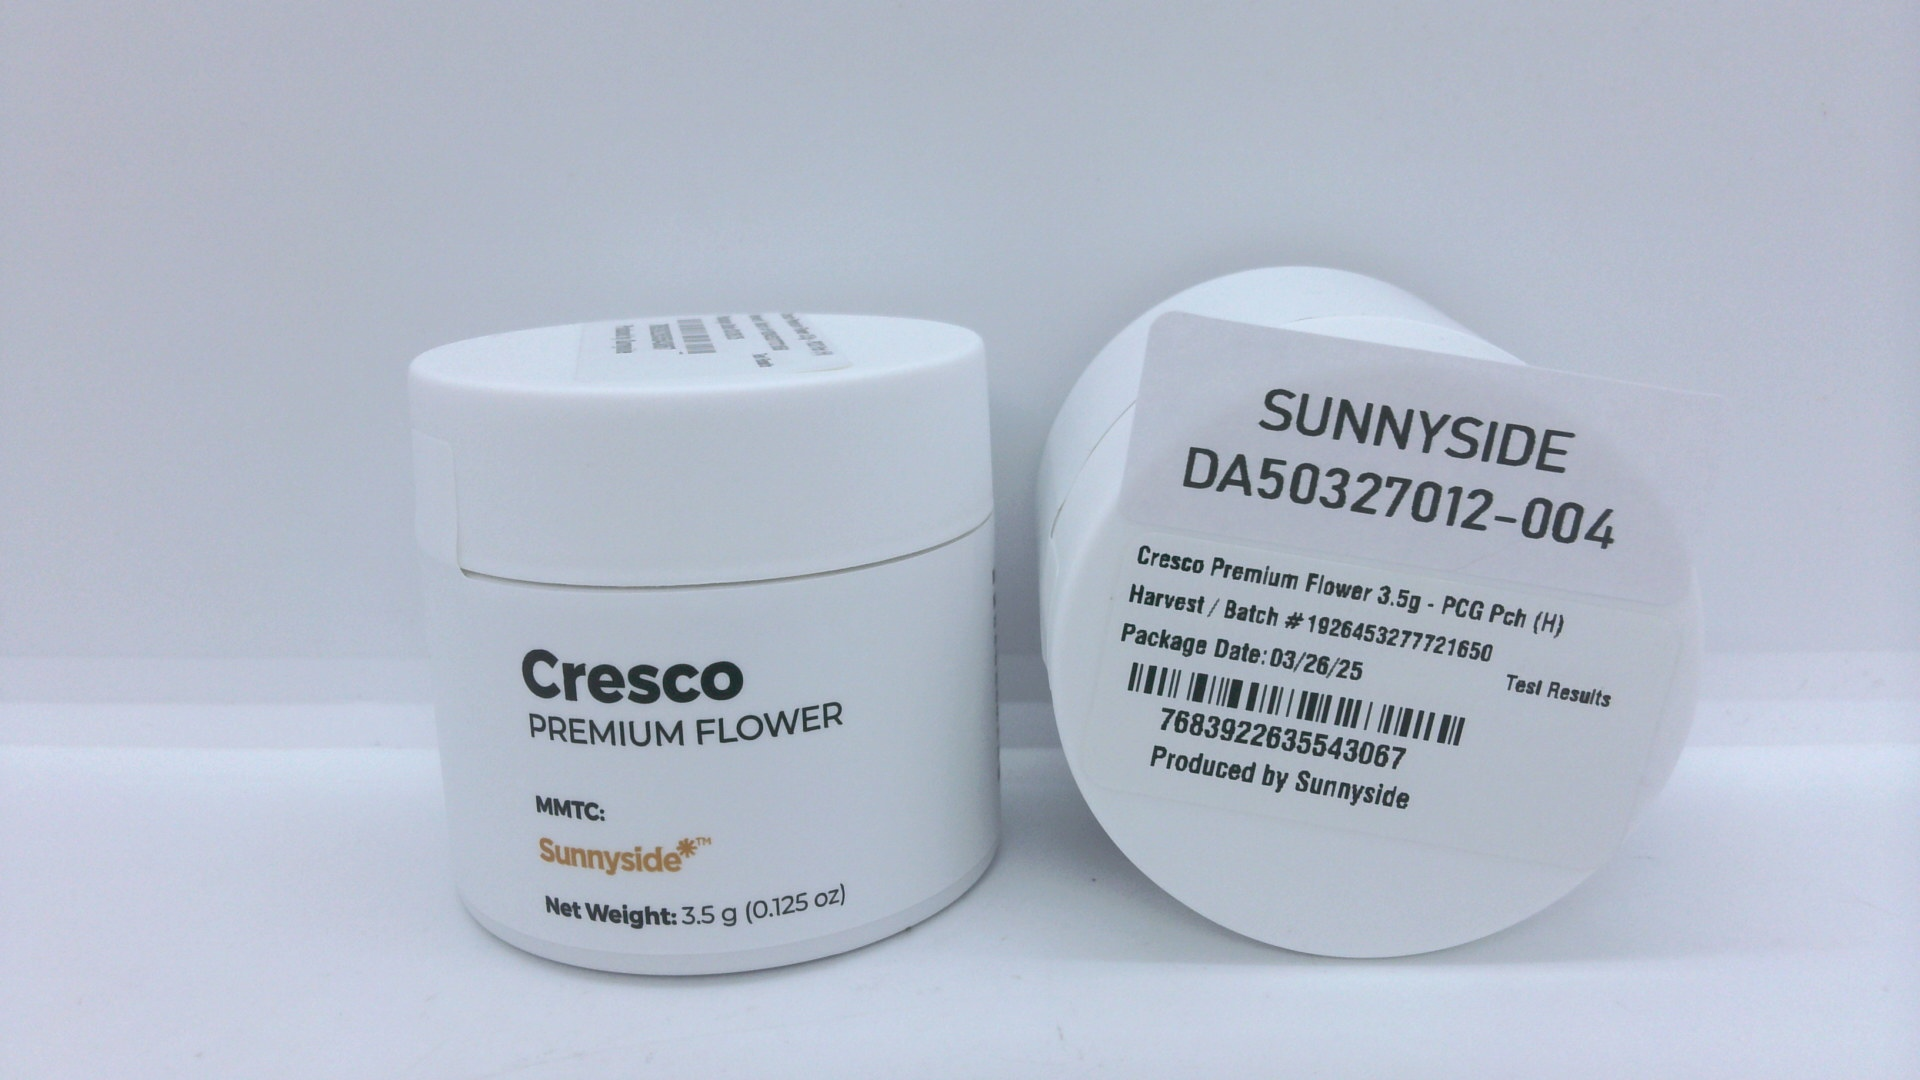 Cresco
PREMIUM FLOWER
MMTC:
Sunnyside*™
Net Weight: 3.5 g (0.125 oz)
SUNNYSIDE
DA50327012-004
Cresco Premium Flower 3.5g - PCG Pch (H)
Harvest / Batch #1926453277721650
Package Date: 03/26/25
Test Results
7683922635543067
Produced by Sunnyside